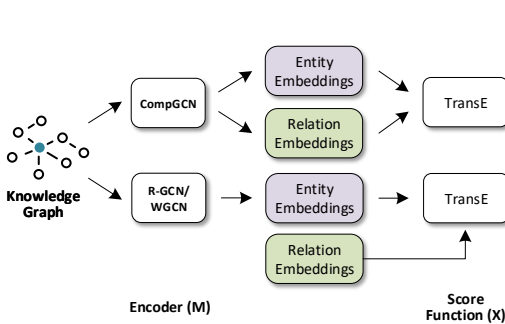 Entity
Embeddings
CompGCN
TransE
Relation
Embeddings
Knowledge
Graph
R-GCN/
WGCN
Entity
Embeddings
TransE
Relation
Embeddings
Encoder (M)
Score
Function (X)